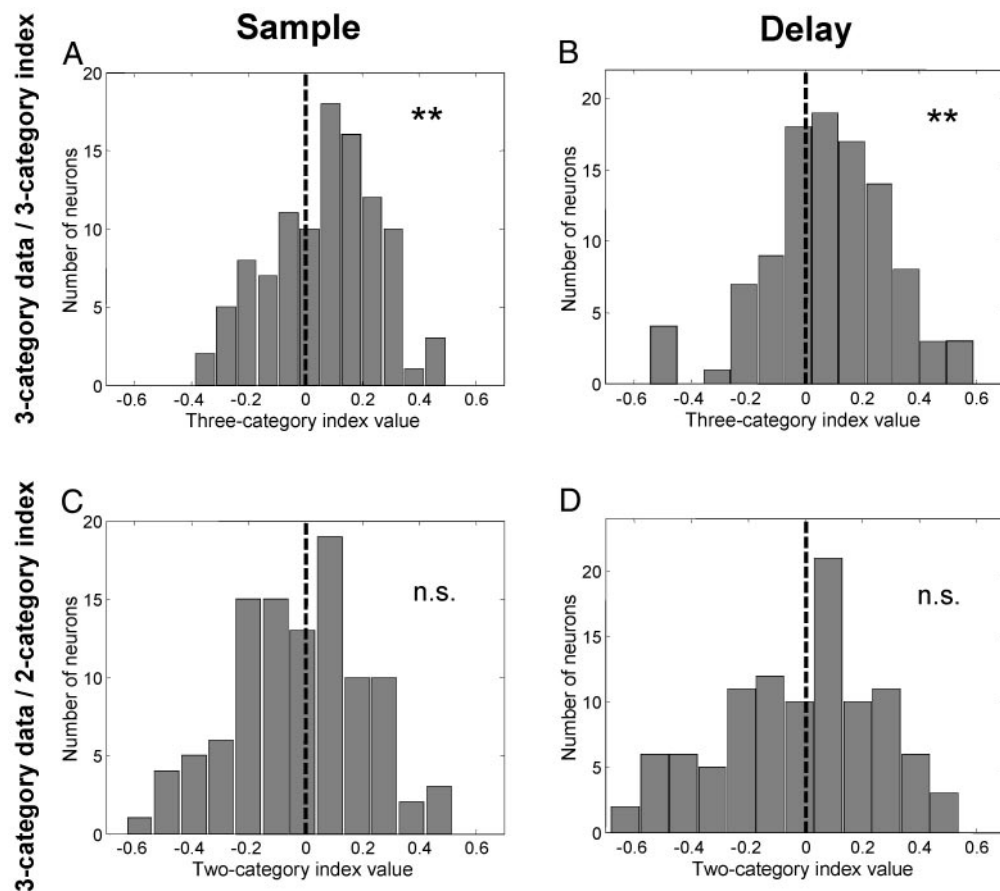 Sample
Delay
3-category data / 3-category index
A
Number of neurons
20
15
10
5
0
**
-0.6 -0.4 -0.2 0 0.2 0.4 0.6
Three-category index value
B
Number of neurons
20
15
10
5
0
**
-0.6 -0.4 -0.2 0 0.2 0.4 0.6
Three-category index value
3-category data / 2-category index
C
Number of neurons
20
15
10
5
0
n.s.
-0.6 -0.4 -0.2 0 0.2 0.4 0.6
Two-category index value
D
Number of neurons
20
15
10
5
0
n.s.
-0.6 -0.4 -0.2 0 0.2 0.4 0.6
Two-category index value